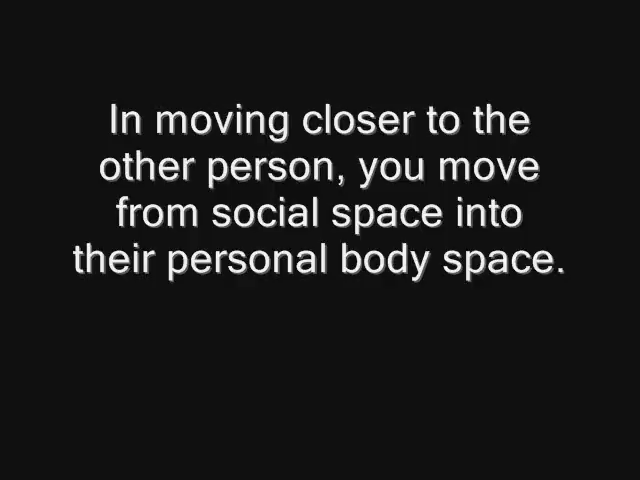 In moving closer to the
other person, you move
from social space into
their personal body space.